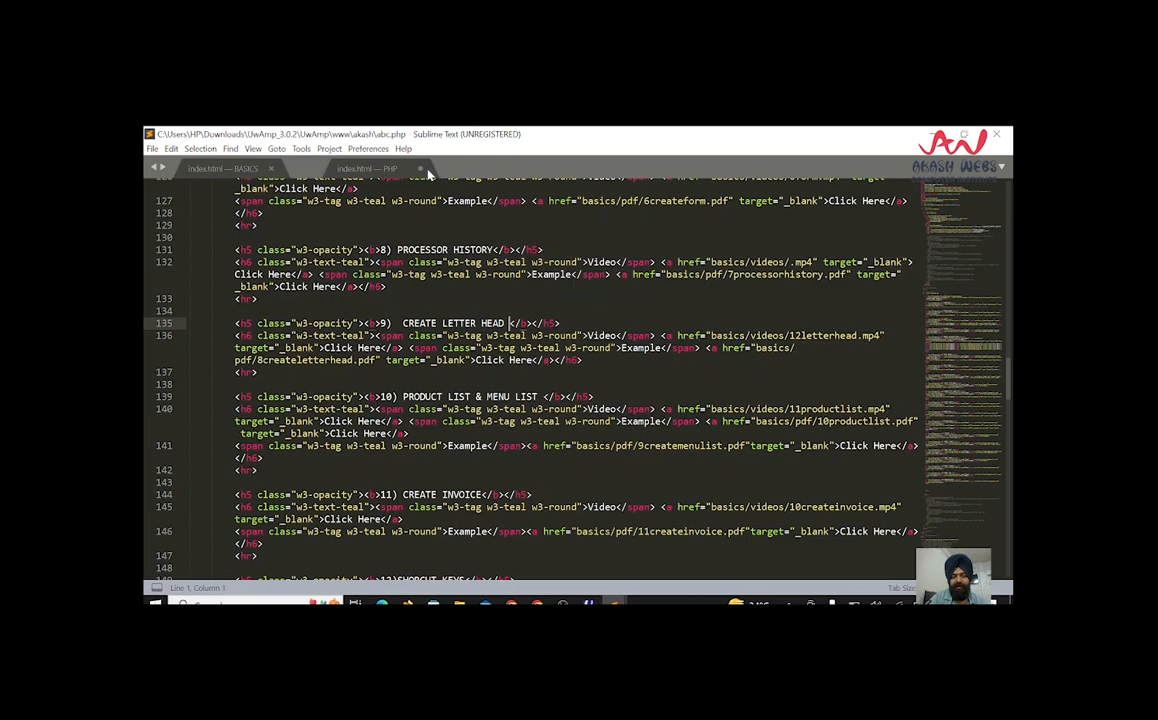 C:\Users\HP\Downloads\UwAmp_3.0.2\UwAmp\www\akash\abc.php - Sublime Text (UNREGISTERED)
File Edit Selection Find View Goto Tools Project Preferences Help
AKASH WEBS
index.html — BASICS
index.html — PHP
_blank">Click Here</a>
127 <span class="w3-tag w3-teal w3-round">Example</span> <a href="basics/pdf/6createform.pdf" target="_blank">Click Here</a>
128 </h6>
129 <hr>
130
131 <h5 class="w3-opacity"><b>8) PROCESSOR HISTORY</b></h5>
132 <h6 class="w3-text-teal"><span class="w3-tag w3-teal w3-round">Video</span> <a href="basics/videos/.mp4" target="_blank">
Click Here</a> <span class="w3-tag w3-teal w3-round">Example</span> <a href="basics/pdf/7processorhistory.pdf" target="
_blank">Click Here</a></h6>
133 <hr>
134
135 <h5 class="w3-opacity"><b>9)  CREATE LETTER HEAD </b></h5>
136 <h6 class="w3-text-teal"><span class="w3-tag w3-teal w3-round">Video</span> <a href="basics/videos/12letterhead.mp4"
target="_blank">Click Here</a> <span class="w3-tag w3-teal w3-round">Example</span> <a href="basics/
pdf/8createletterhead.pdf" target="_blank">Click Here</a></h6>
137 <hr>
138
139 <h5 class="w3-opacity"><b>10) PRODUCT LIST & MENU LIST </b></h5>
140 <h6 class="w3-text-teal"><span class="w3-tag w3-teal w3-round">Video</span> <a href="basics/videos/11productlist.mp4"
target="_blank">Click Here</a> <span class="w3-tag w3-teal w3-round">Example</span> <a href="basics/pdf/10productlist.pdf"
target="_blank">Click Here</a>
141 <span class="w3-tag w3-teal w3-round">Example</span><a href="basics/pdf/9createmenulist.pdf"target="_blank">Click Here</a>
</h6>
142 <hr>
143
144 <h5 class="w3-opacity"><b>11) CREATE INVOICE</b></h5>
145 <h6 class="w3-text-teal"><span class="w3-tag w3-teal w3-round">Video</span> <a href="basics/videos/10createinvoice.mp4"
target="_blank">Click Here</a>
146 <span class="w3-tag w3-teal w3-round">Example</span><a href="basics/pdf/11createinvoice.pdf"target="_blank">Click Here</a>
</h6>
147 <hr>
148
Line 1, Column 1
Tab Size